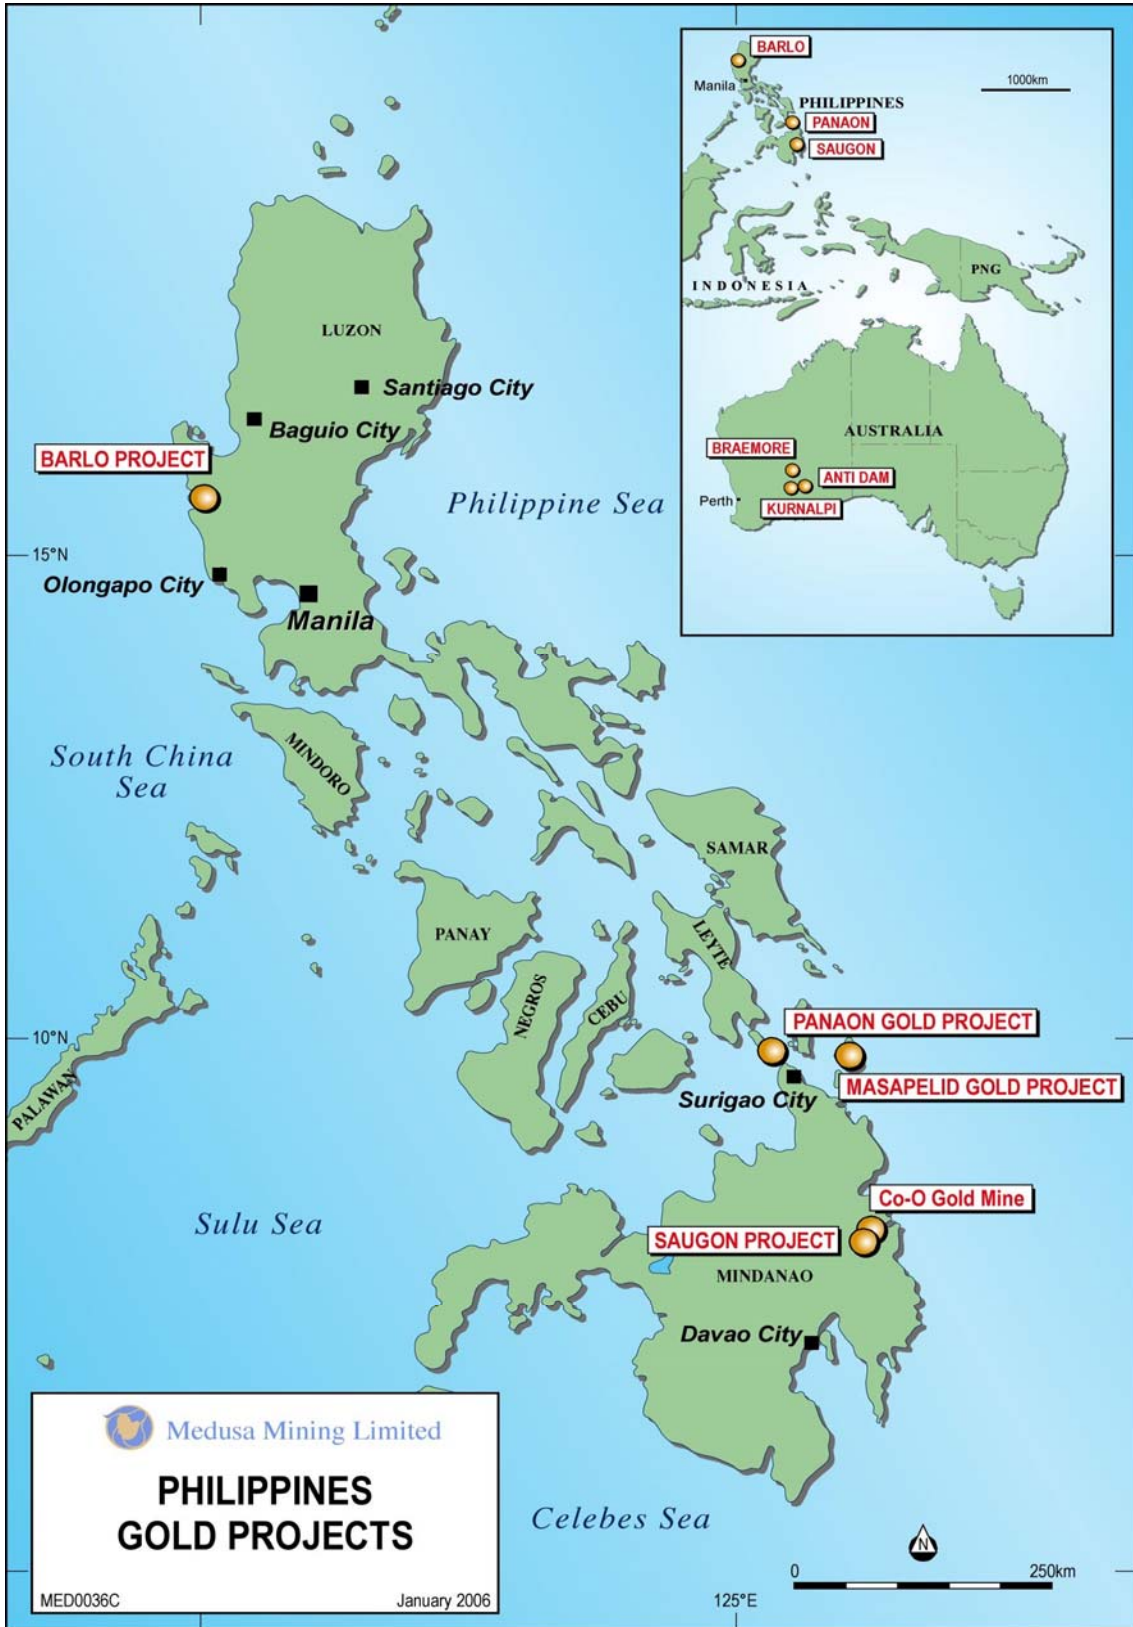 BARLO
Manila
1000km
PHILIPPINES
PANAON
SAUGON
PNG
INDONESIA
AUSTRALIA
BRAEMORE
ANTI DAM
Perth
KURNALPI
LUZON
Santiago City
Baguio City
BARLO PROJECT
Philippine Sea
15°N
Olongapo City
Manila
South China
Sea
MINDORO
SAMAR
PANAY
LEYTE
NEGROS
CEBU
PALAWAN
10°N
PANAON GOLD PROJECT
MASAPELID GOLD PROJECT
Surigao City
Co-O Gold Mine
Sulu Sea
SAUGON PROJECT
MINDANAO
Davao City
Medusa Mining Limited
PHILIPPINES
GOLD PROJECTS
MED0036C
January 2006
Celebes Sea
N
0
250km
125°E